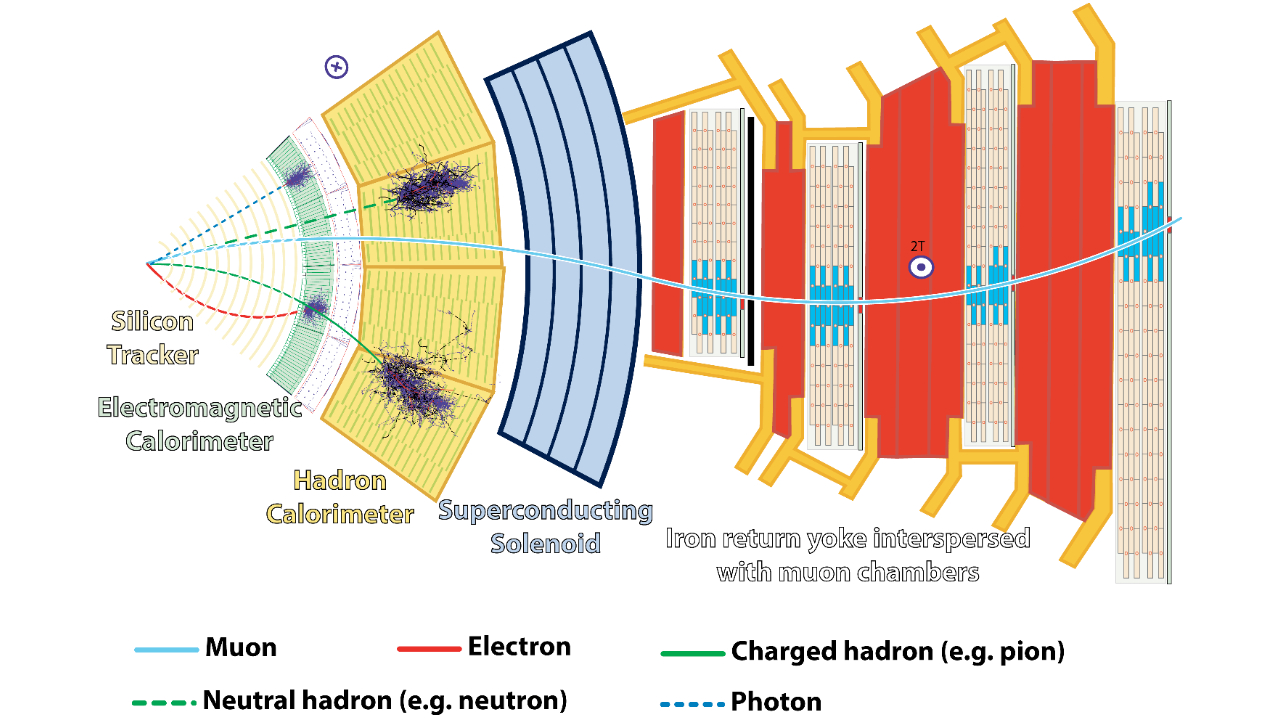 2T
Silicon
Tracker
Electromagnetic
Calorimeter
Hadron
Calorimeter
Superconducting
Solenoid
Iron return yoke interspersed
with muon chambers
Muon
Electron
Charged hadron (e.g. pion)
Neutral hadron (e.g. neutron)
Photon